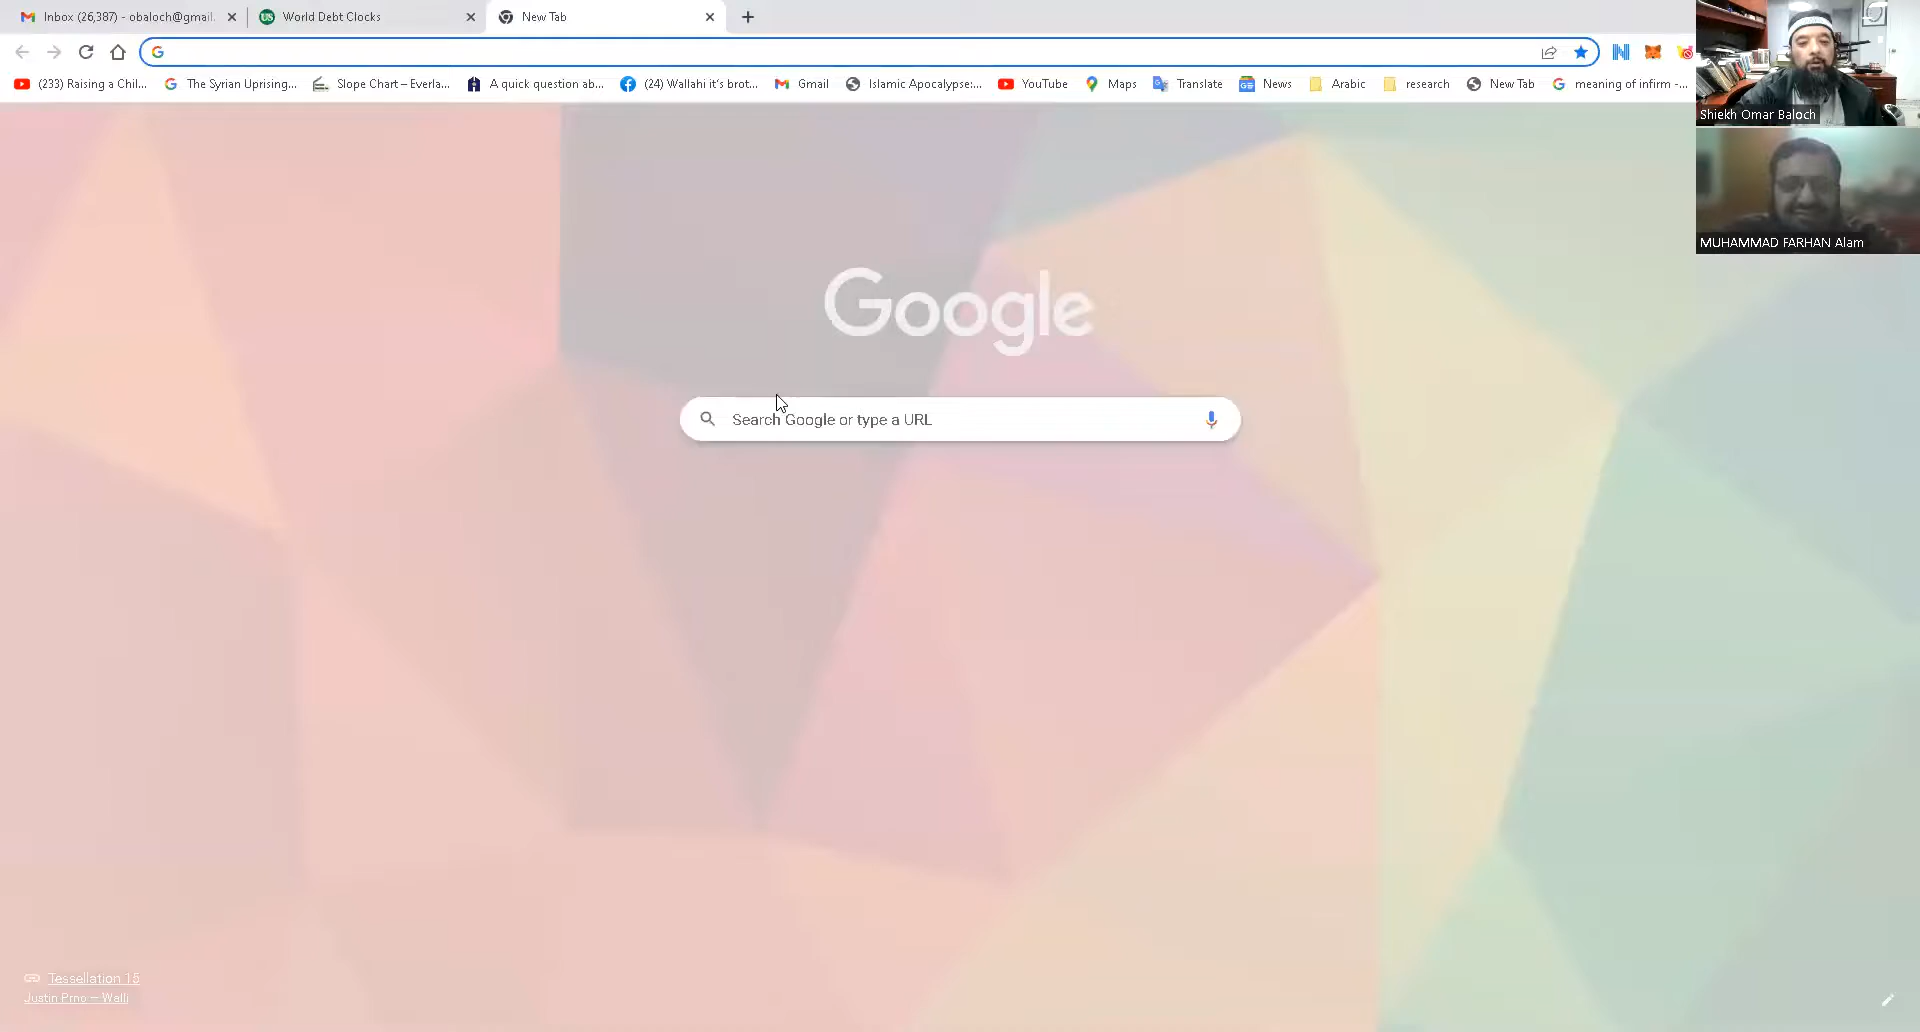 Inbox (26,387) - obaloch@gmail.
World Debt Clocks
New Tab
(233) Raising a Chil...
The Syrian Uprising...
Slope Chart – Everla...
A quick question ab...
(24) Wallahi it's brot...
Gmail
Islamic Apocalypse:...
YouTube
Maps
Translate
News
Arabic
research
New Tab
meaning of infirm -...
Shiekh Omar Baloch
MUHAMMAD FARHAN Alam
Google
Search Google or type a URL
Tessellation 15
Justin Prno – Walli